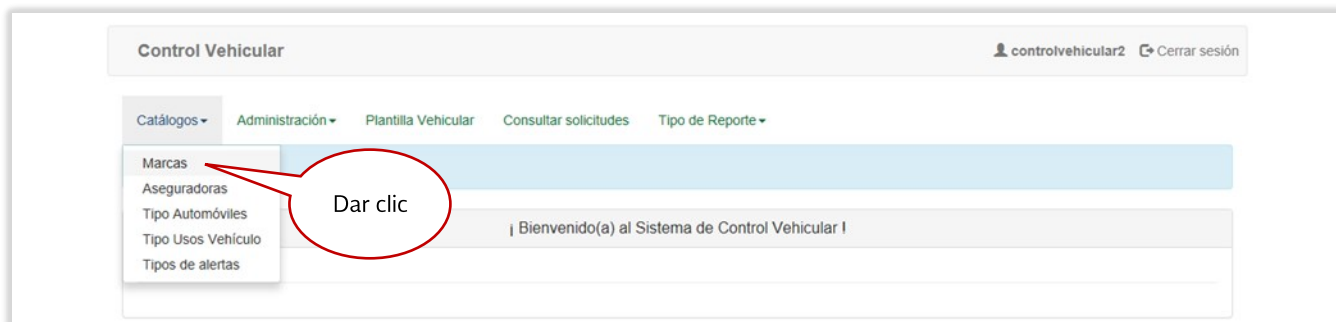 Control Vehicular
controlvehicular2 Cerrar sesión
Catálogos Administración Plantilla Vehicular Consultar solicitudes Tipo de Reporte
Marcas
Aseguradoras
Tipo Automóviles
Tipo Usos Vehículo
Tipos de alertas
Dar clic
¡ Bienvenido(a) al Sistema de Control Vehicular !